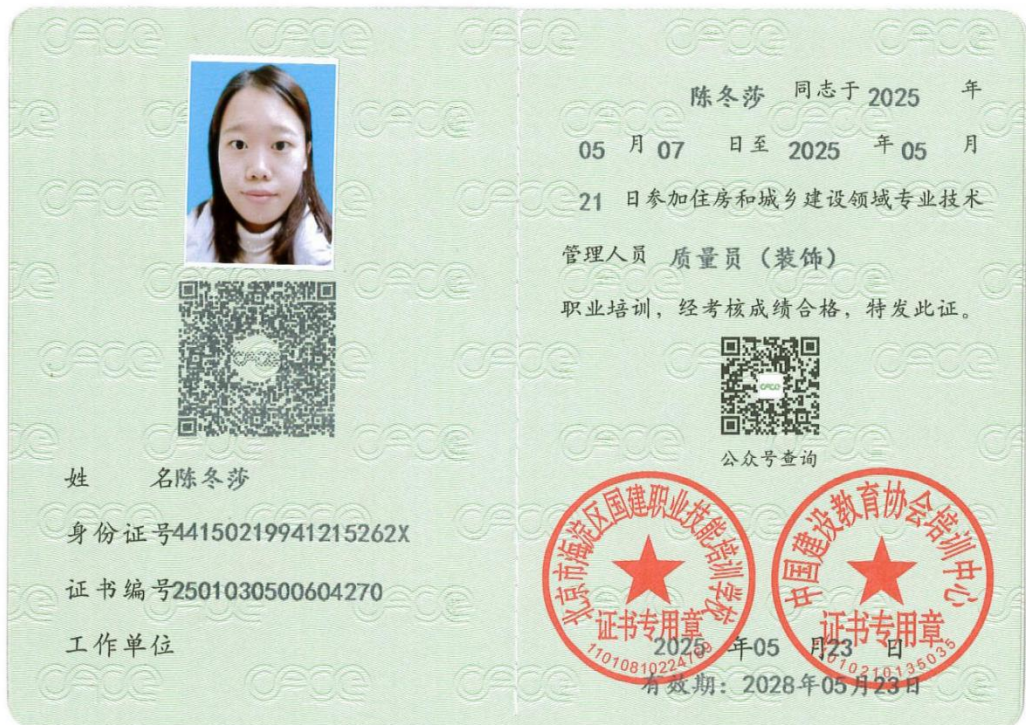 姓 名陈冬莎
身份证号44150219941215262X
证书编号2501030500604270
工作单位
陈冬莎 同志于 2025 年
05 月 07 日至 2025 年 05 月
21 日参加住房和城乡建设领域专业技术
管理人员 质量员（装饰）
职业培训，经考核成绩合格，特发此证。
公众号查询
北京市海淀区国建职业技能培训学校
证书专用章
中国建设教育协会培训中心
证书专用章
11010210135035
2025 年05 月23 日
有效期：2028年05月23日